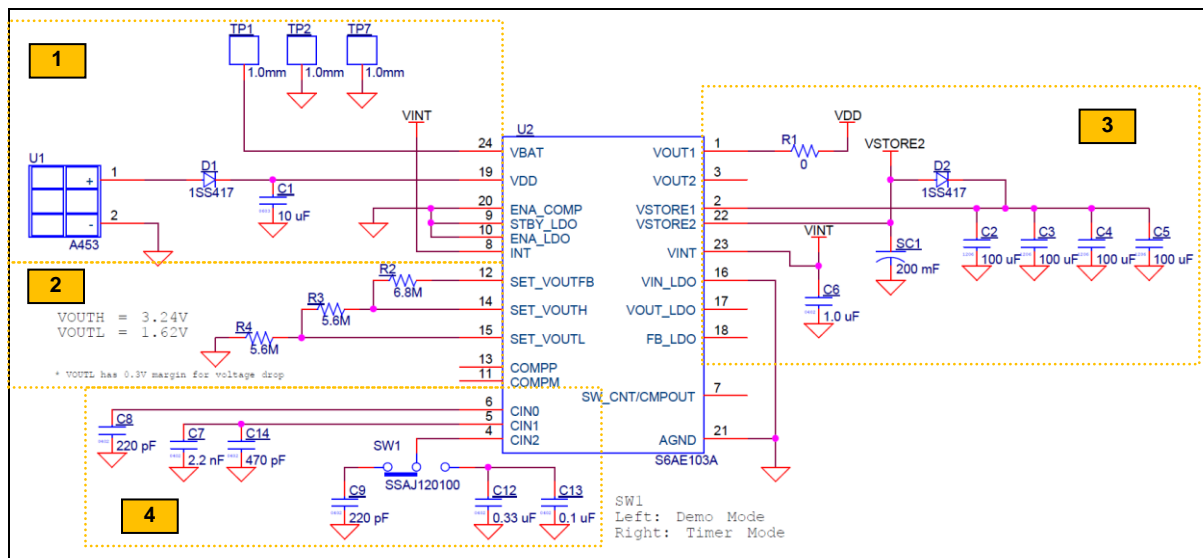 1
TP1
TP2
TP7
1.0mm
1.0mm
1.0mm
VINT
U1
+
-
1
2
A453
D1
1SS417
C1
10 uF
U2
24
VBAT
19
VDD
20
ENA_COMP
9
STBY_LDO
10
ENA_LDO
8
INT
12
SET_VOUTFB
14
SET_VOUTH
15
SET_VOUTL
13
COMPP
11
COMPM
6
CIN0
5
CIN1
4
CIN2
VOUT1
1
VOUT2
3
VSTORE1
2
VSTORE2
22
VINT
23
VIN_LDO
16
VOUT_LDO
17
FB_LDO
18
SW_CNT/CMPOUT
7
AGND
21
S6AE103A
3
R1
0
VDD
VSTORE2
D2
1SS417
SC1
200 mF
C2
100 uF
C3
100 uF
C4
100 uF
C5
100 uF
VINT
C6
1.0 uF
2
R2
6.8M
R3
5.6M
R4
5.6M
VOUTH = 3.24V
VOUTL = 1.62V
* VOUTL has 0.3V margin for voltage drop
C8
220 pF
C7
2.2 nF
C14
470 pF
SW1
SSAJ120100
C9
220 pF
C12
0.33 uF
C13
0.1 uF
4
SW1
Left: Demo Mode
Right: Timer Mode